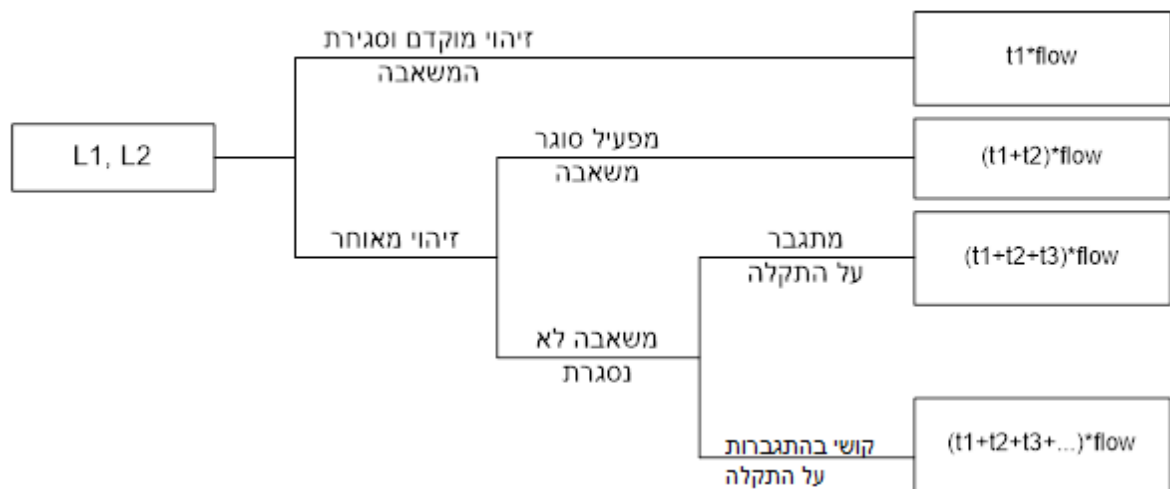 זיהוי מוקדם וסגירת
המשאבה
t1*flow
L1, L2
מפעיל סוגר
משאבה
(t1+t2)*flow
זיהוי מאוחר
מתגבר
על התקלה
(t1+t2+t3)*flow
משאבה לא
נסגרת
קושי בהתגברות
על התקלה
(t1+t2+t3+...)*flow